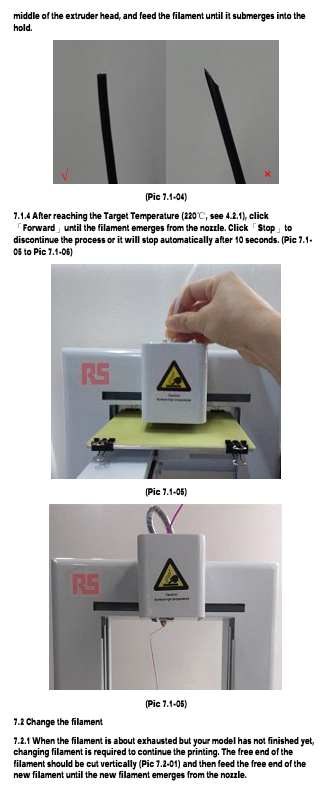 middle of the extruder head, and feed the filament until it submerges into the
hold.
√
×
(Pic 7.1-04)
7.1.4 After reaching the Target Temperature (220℃, see 4.2.1), click
「Forward」until the filament emerges from the nozzle. Click「Stop」to
discontinue the process or it will stop automatically after 10 seconds. (Pic 7.1-
05 to Pic 7.1-06)
RS
Caution!
Surface high temperature
(Pic 7.1-05)
RS
Caution!
Surface high temperature
(Pic 7.1-05)
7.2 Change the filament
7.2.1 When the filament is about exhausted but your model has not finished yet,
changing filament is required to continue the printing. The free end of the
filament should be cut vertically (Pic 7.2-01) and then feed the free end of the
new filament until the new filament emerges from the nozzle.